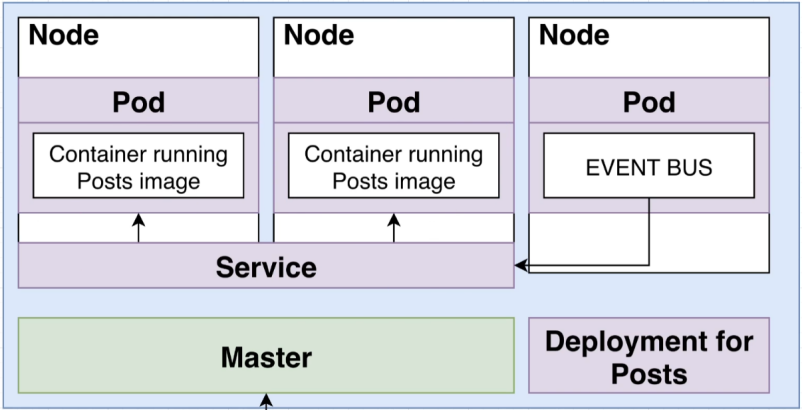 Node
Node
Node
Pod
Pod
Pod
Container running
Posts image
Container running
Posts image
EVENT BUS
Service
Master
Deployment for
Posts